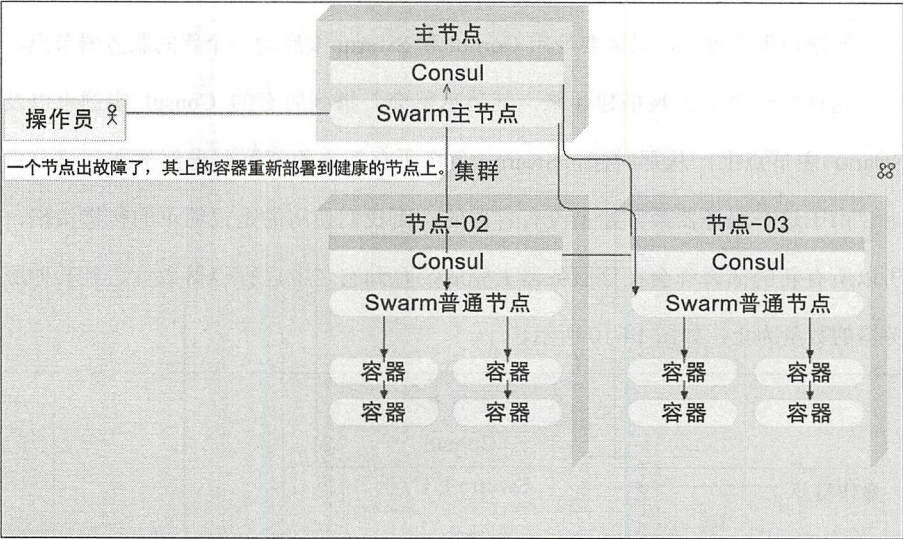 主节点
Consul
Swarm主节点
操作员
一个节点出故障了，其上的容器重新部署到健康的节点上。
集群
节点-02
节点-03
Consul
Consul
Swarm普通节点
Swarm普通节点
容器
容器
容器
容器
容器
容器
容器
容器